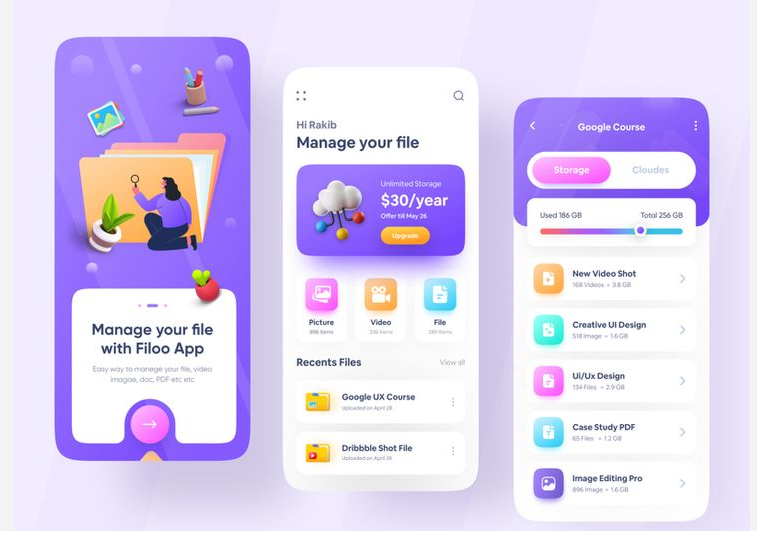 Manage your file
with Filoo App
Easy way to manege your file, video
imagae, doc, PDF etc etc
Hi Rakib
Manage your file
Unlimited Storage
$30/year
Offer till May 26
Upgrade
Picture
896 items
Video
336 items
File
289 items
Recents Files
View all
Google UX Course
Uploaded on April 28
Dribbble Shot File
Uploaded on April 26
Google Course
Storage
Cloudes
Used 186 GB
Total 256 GB
New Video Shot
168 Videos • 3.8 GB
Creative UI Design
518 Image • 1.6 GB
Ui/Ux Design
134 Files • 2.9 GB
Case Study PDF
65 Files • 1.2 GB
Image Editing Pro
896 Image • 1.6 GB